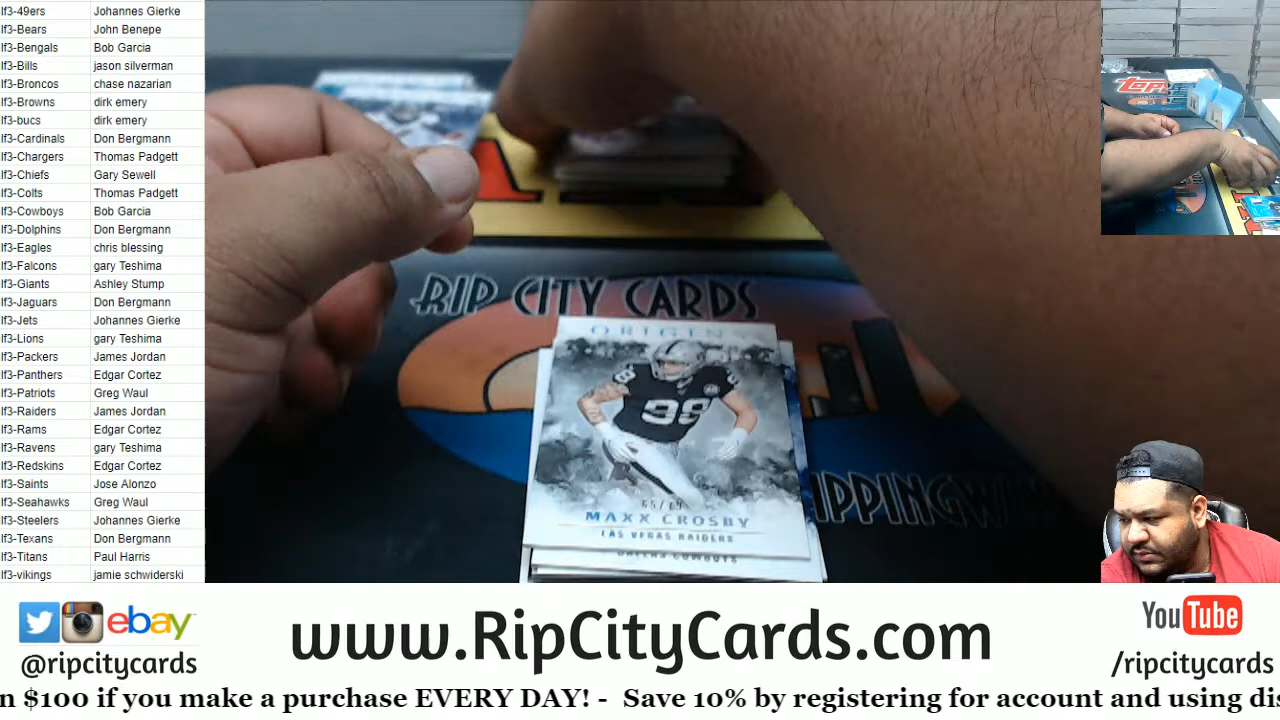 lf3-49ers Johannes Gierke
lf3-Bears John Benepe
lf3-Bengals Bob Garcia
lf3-Bills jason silverman
lf3-Broncos chase nazarian
lf3-Browns dirk emery
lf3-bucs dirk emery
lf3-Cardinals Don Bergmann
lf3-Chargers Thomas Padgett
lf3-Chiefs Gary Sewell
lf3-Colts Thomas Padgett
lf3-Cowboys Bob Garcia
lf3-Dolphins Don Bergmann
lf3-Eagles chris blessing
lf3-Falcons gary Teshima
lf3-Giants Ashley Stump
lf3-Jaguars Don Bergmann
lf3-Jets Johannes Gierke
lf3-Lions gary Teshima
lf3-Packers James Jordan
lf3-Panthers Edgar Cortez
lf3-Patriots Greg Waul
lf3-Raiders James Jordan
lf3-Rams Edgar Cortez
lf3-Ravens gary Teshima
lf3-Redskins Edgar Cortez
lf3-Saints Jose Alonzo
lf3-Seahawks Greg Waul
lf3-Steelers Johannes Gierke
lf3-Texans Don Bergmann
lf3-Titans Paul Harris
lf3-vikings jamie schwiderski
Topps
RIP CITY CARDS
ORIGINS
98
MAXX CROSBY
LAS VEGAS RAIDERS
COWBOYS
ebay
@ripcitycards
www.RipCityCards.com
YouTube
/ripcitycards
n $100 if you make a purchase EVERY DAY! - Save 10% by registering for account and using dis